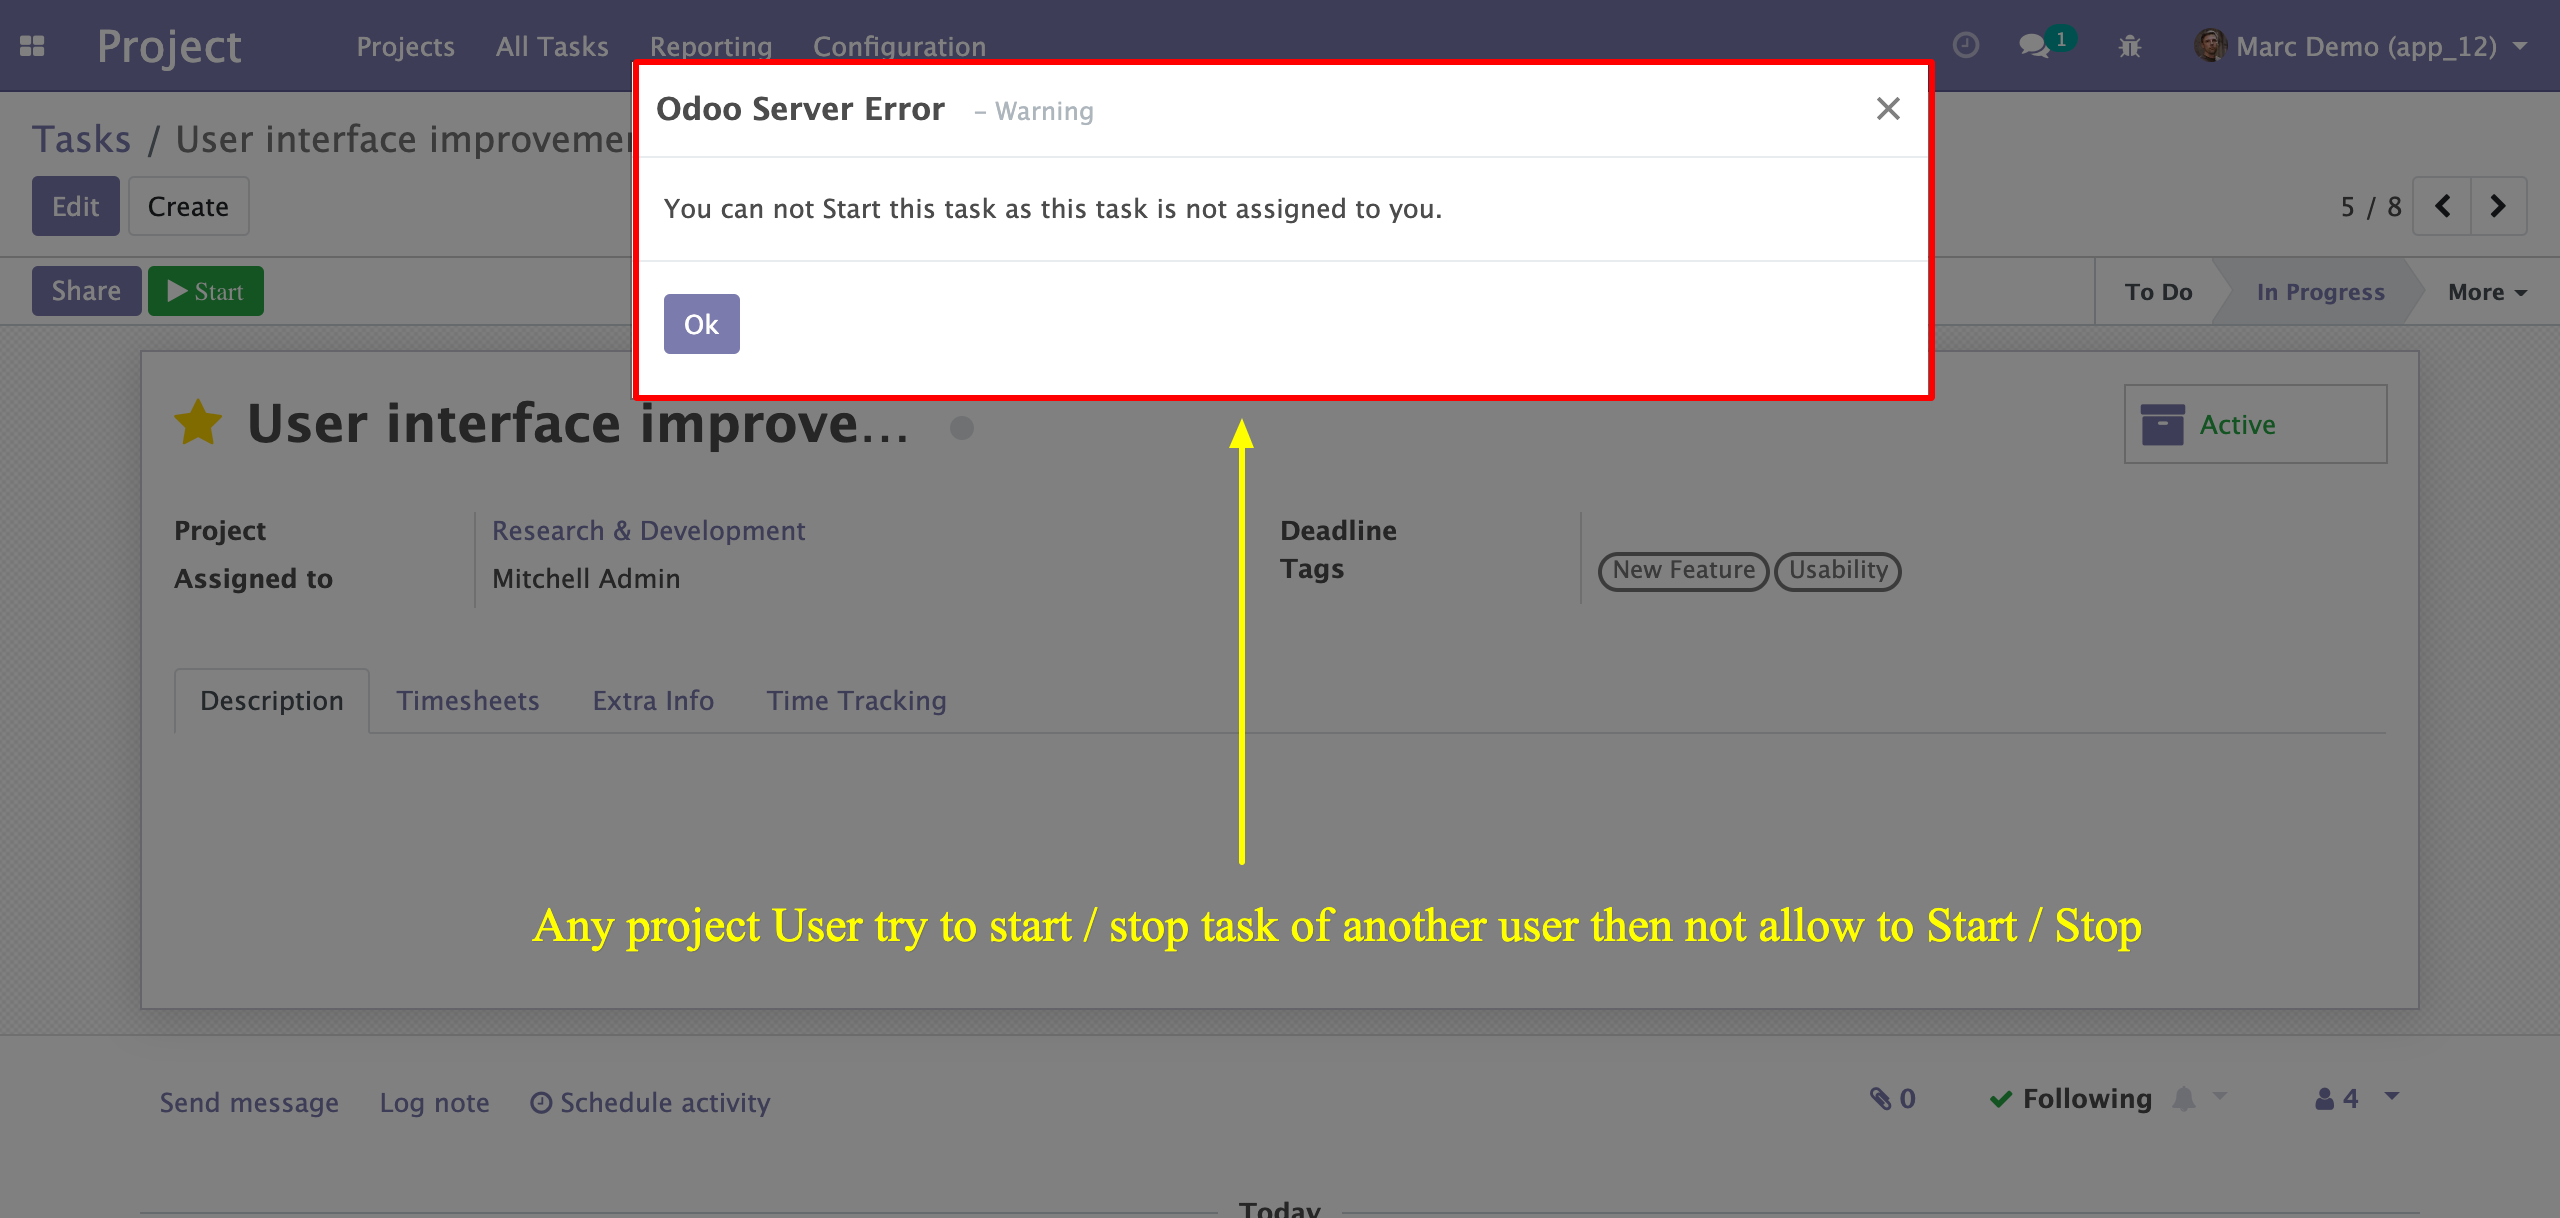 Project Projects All Tasks Reporting Configuration 1 Marc Demo (app_12)
Odoo Server Error – Warning
Tasks / User interface improvemen
You can not Start this task as this task is not assigned to you.
Edit Create 5 / 8
Share Start To Do In Progress More
Ok
User interface improve... Active
Project Research & Development Deadline
Assigned to Mitchell Admin Tags New Feature Usability
Description Timesheets Extra Info Time Tracking
Any project User try to start / stop task of another user then not allow to Start / Stop
Send message Log note Schedule activity 0 Following 4
Today